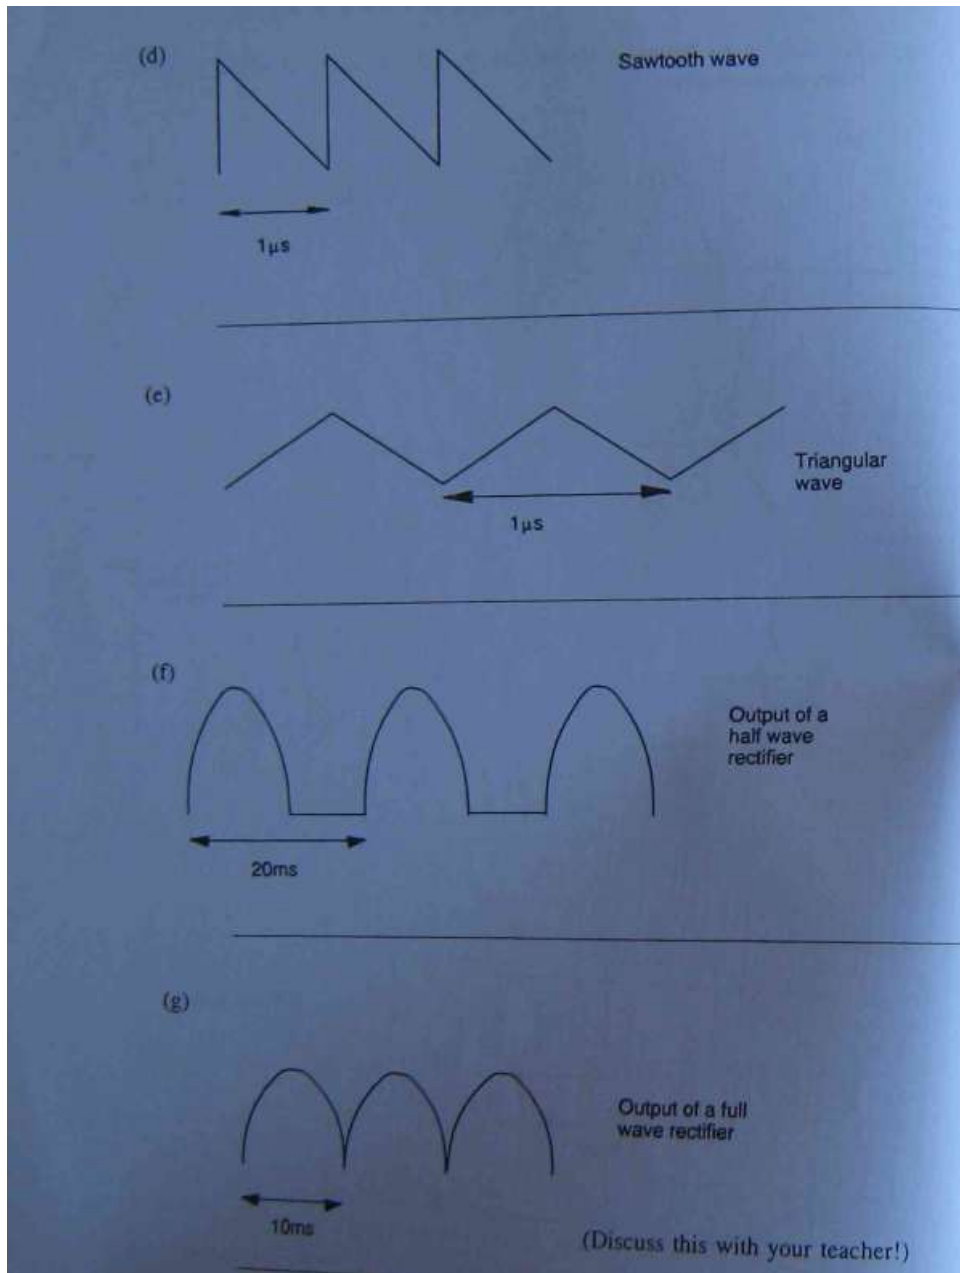 (d)
Sawtooth wave
1μs
(e)
Triangular
wave
1μs
(f)
Output of a
half wave
rectifier
20ms
(g)
Output of a full
wave rectifier
10ms
(Discuss this with your teacher!)